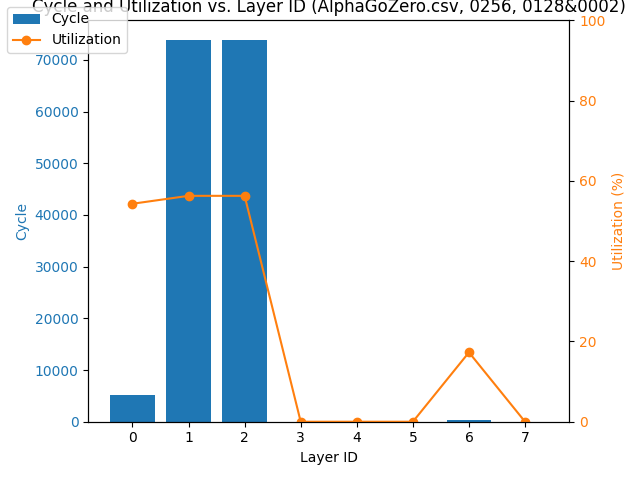 Cycle and Utilization vs. Layer ID (AlphaGoZero.csv, 0256, 0128&0002)
Cycle
Utilization
70000
60000
50000
40000
30000
20000
10000
0
Cycle
100
80
60
40
20
0
Utilization (%)
0 1 2 3 4 5 6 7
Layer ID